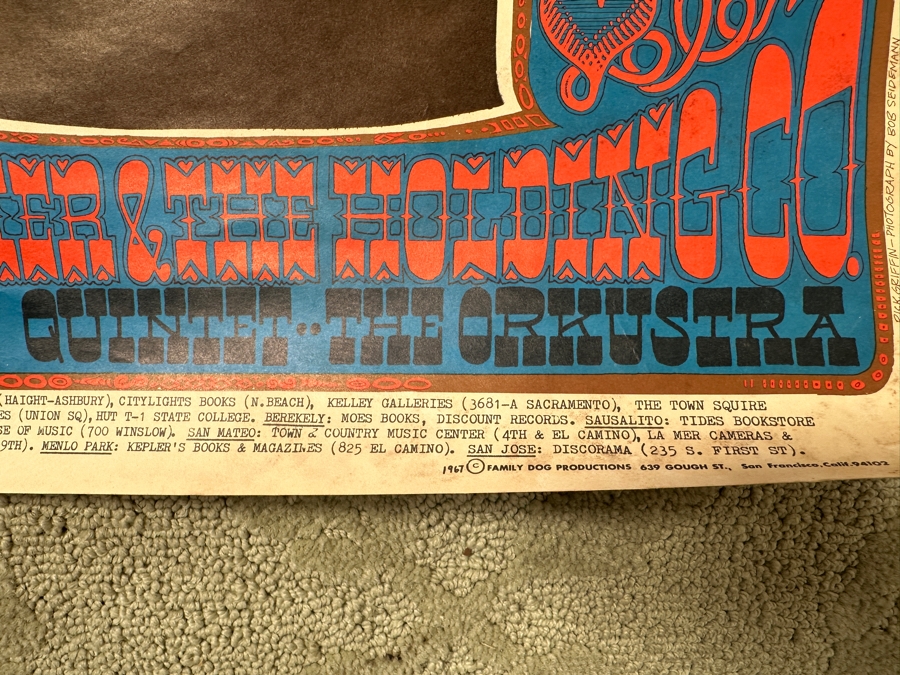 ER & THE HOLDING CO.
QUINTET··THE ORKUSTRA
(HAIGHT-ASHBURY), CITYLIGHTS BOOKS (N.BEACH), KELLEY GALLERIES (3681-A SACRAMENTO), THE TOWN SQUIRE
ES (UNION SQ), HUT T-1 STATE COLLEGE. BEREKELY: MOES BOOKS, DISCOUNT RECORDS. SAUSALITO: TIDES BOOKSTORE
SE OF MUSIC (700 WINSLOW). SAN MATEO: TOWN & COUNTRY MUSIC CENTER (4TH & EL CAMINO), LA MER CAMERAS &
9TH). MENLO PARK: KEPLER'S BOOKS & MAGAZINES (825 EL CAMINO). SAN JOSE: DISCORAMA (235 S. FIRST ST).
1967 © FAMILY DOG PRODUCTIONS 639 GOUGH ST., San Francisco, Calif. 94102
RICK GRIFFIN—PHOTOGRAPH BY BOB SEIDEMANN